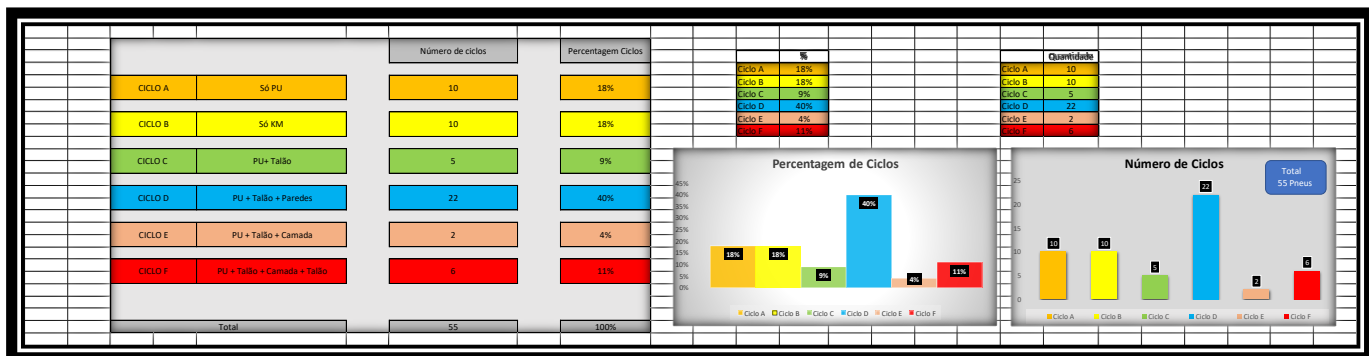 Número de ciclos Percentagem Ciclos
CICLO A Só PU 10 18%
CICLO B Só KM 10 18%
CICLO C PU+ Talão 5 9%
CICLO D PU + Talão + Paredes 22 40%
CICLO E PU + Talão + Camada 2 4%
CICLO F PU + Talão + Camada + Talão 6 11%
Total 55 100%
%
Ciclo A 18%
Ciclo B 18%
Ciclo C 9%
Ciclo D 40%
Ciclo E 4%
Ciclo F 11%
Quantidade
Ciclo A 10
Ciclo B 10
Ciclo C 5
Ciclo D 22
Ciclo E 2
Ciclo F 6
Percentagem de Ciclos
45%
40%
35%
30%
25%
20%
15%
10%
5%
0%
18% 18% 9% 40% 4% 11%
Ciclo A Ciclo B Ciclo C Ciclo D Ciclo E Ciclo F
Número de Ciclos
Total
55 Pneus
25
20
15
10
5
0
10 10 5 22 2 6
Ciclo A Ciclo B Ciclo C Ciclo D Ciclo E Ciclo F